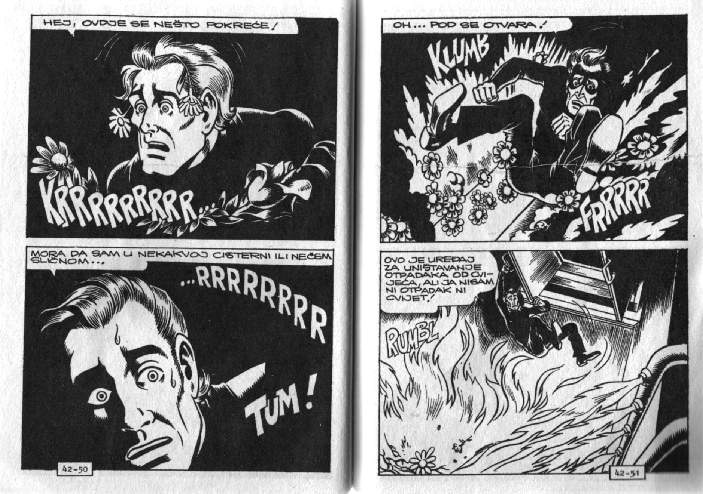 HEJ, OVDJE SE NEŠTO POKREĆE!
KRRRRRRRRR...
MORA DA SAM U NEKAKVOJ CISTERNI ILI NEČEM
SLIČNOM...
...RRRRRRRR
TUM!
42-50
OH... POD SE OTVARA!
KLUMB
FRRRRR
OVO JE UREĐAJ
ZA UNIŠTAVANJE
OTPADAKA OD CVI-
JEĆA, ALI JA NISAM
NI OTPADAK NI
CVIJET!
RUMBL
42-51